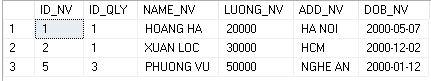 ID_NV ID_QLY NAME_NV LUONG_NV ADD_NV DOB_NV
1 1 1 HOANG HA 20000 HA NOI 2000-05-07
2 2 1 XUAN LOC 30000 HCM 2000-12-02
3 5 3 PHUONG VU 50000 NGHE AN 2000-01-12